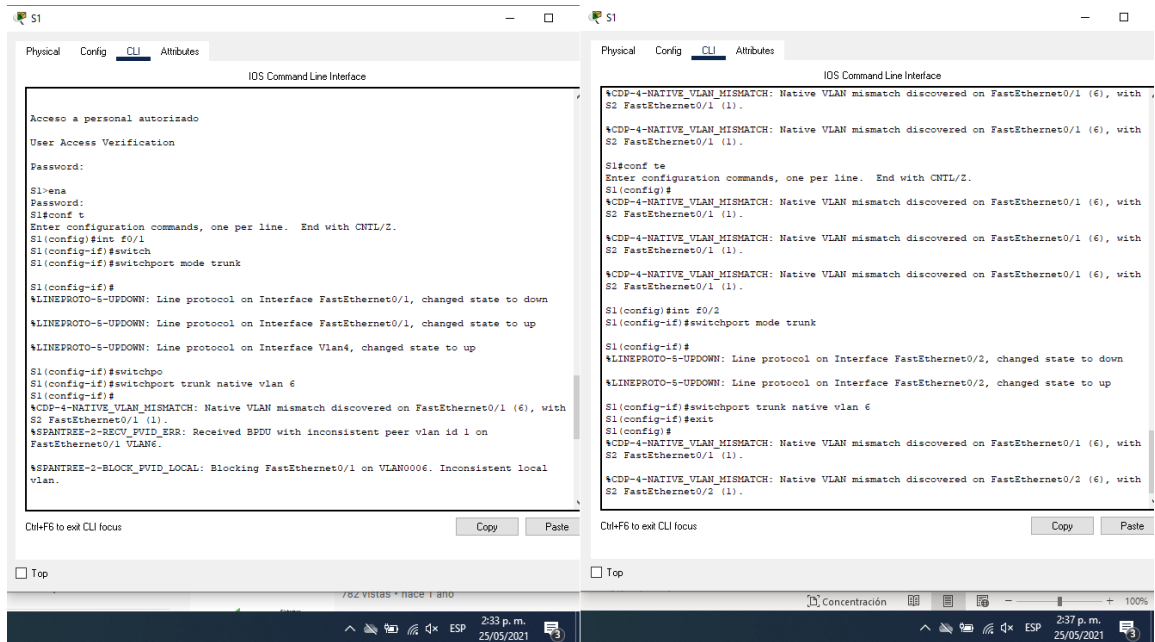 S1
Physical Config CLI Attributes
IOS Command Line Interface
Acceso a personal autorizado
User Access Verification
Password:
S1>ena
Password:
S1#conf t
Enter configuration commands, one per line. End with CNTL/Z.
S1(config)#int f0/1
S1(config-if)#switch
S1(config-if)#switchport mode trunk
S1(config-if)#
%LINEPROTO-5-UPDOWN: Line protocol on Interface FastEthernet0/1, changed state to down
%LINEPROTO-5-UPDOWN: Line protocol on Interface FastEthernet0/1, changed state to up
%LINEPROTO-5-UPDOWN: Line protocol on Interface Vlan4, changed state to up
S1(config-if)#switchpo
S1(config-if)#switchport trunk native vlan 6
S1(config-if)#
%CDP-4-NATIVE_VLAN_MISMATCH: Native VLAN mismatch discovered on FastEthernet0/1 (6), with
S2 FastEthernet0/1 (1).
%SPANTREE-2-RECV_PVID_ERR: Received BPDU with inconsistent peer vlan id 1 on
FastEthernet0/1 VLAN6.
%SPANTREE-2-BLOCK_PVID_LOCAL: Blocking FastEthernet0/1 on VLAN0006. Inconsistent local
vlan.
Ctrl+F6 to exit CLI focus
Copy Paste
Top
782 vistas • hace 1 año
ESP 2:33 p. m.
25/05/2021
3
S1
Physical Config CLI Attributes
IOS Command Line Interface
%CDP-4-NATIVE_VLAN_MISMATCH: Native VLAN mismatch discovered on FastEthernet0/1 (6), with
S2 FastEthernet0/1 (1).
%CDP-4-NATIVE_VLAN_MISMATCH: Native VLAN mismatch discovered on FastEthernet0/1 (6), with
S2 FastEthernet0/1 (1).
S1#conf te
Enter configuration commands, one per line. End with CNTL/Z.
S1(config)#
%CDP-4-NATIVE_VLAN_MISMATCH: Native VLAN mismatch discovered on FastEthernet0/1 (6), with
S2 FastEthernet0/1 (1).
%CDP-4-NATIVE_VLAN_MISMATCH: Native VLAN mismatch discovered on FastEthernet0/1 (6), with
S2 FastEthernet0/1 (1).
%CDP-4-NATIVE_VLAN_MISMATCH: Native VLAN mismatch discovered on FastEthernet0/1 (6), with
S2 FastEthernet0/1 (1).
S1(config)#int f0/2
S1(config-if)#switchport mode trunk
S1(config-if)#
%LINEPROTO-5-UPDOWN: Line protocol on Interface FastEthernet0/2, changed state to down
%LINEPROTO-5-UPDOWN: Line protocol on Interface FastEthernet0/2, changed state to up
S1(config-if)#switchport trunk native vlan 6
S1(config-if)#exit
S1(config)#
%CDP-4-NATIVE_VLAN_MISMATCH: Native VLAN mismatch discovered on FastEthernet0/1 (6), with
S2 FastEthernet0/1 (1).
%CDP-4-NATIVE_VLAN_MISMATCH: Native VLAN mismatch discovered on FastEthernet0/2 (6), with
S2 FastEthernet0/2 (1).
Ctrl+F6 to exit CLI focus
Copy Paste
Top
Concentración 100%
ESP 2:37 p. m.
25/05/2021
3